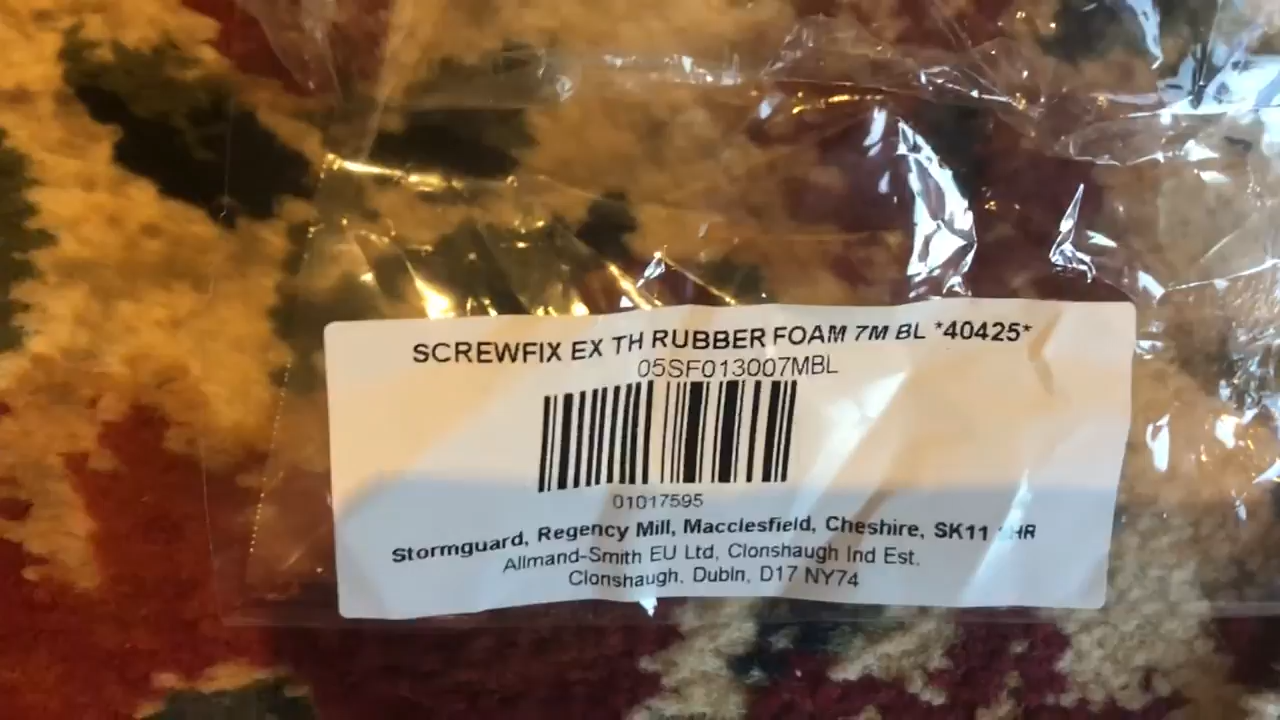 SCREWFIX EX TH RUBBER FOAM 7M BL *40425*
05SF013007MBL
01017595
Stormguard, Regency Mill, Macclesfield, Cheshire, SK11
Allmand-Smith EU Ltd, Clonshaugh Ind Est,
Clonshaugh, Dubln, D17 NY74